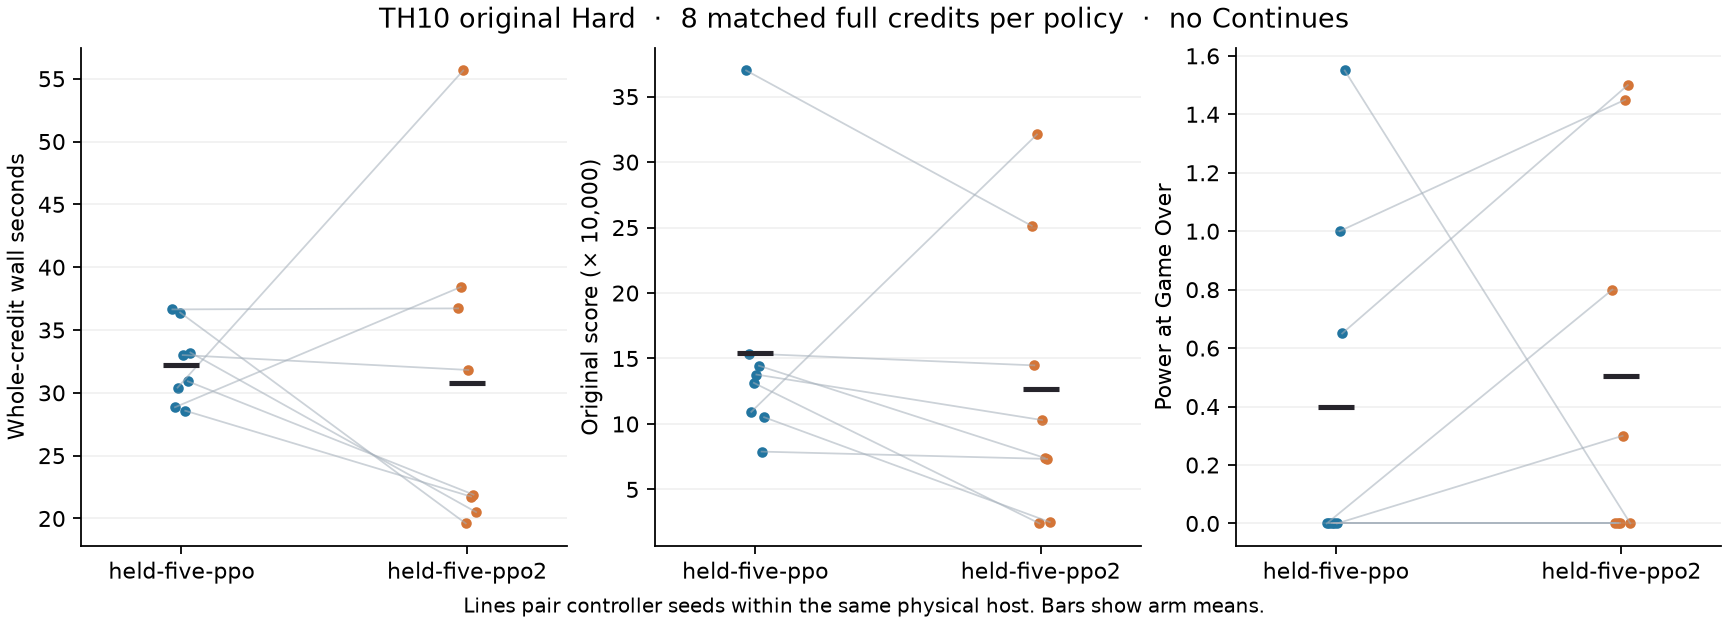 TH10 original Hard · 8 matched full credits per policy · no Continues
Whole-credit wall seconds
55
50
45
40
35
30
25
20
held-five-ppo
held-five-ppo2
Original score (× 10,000)
35
30
25
20
15
10
5
held-five-ppo
held-five-ppo2
Power at Game Over
1.6
1.4
1.2
1.0
0.8
0.6
0.4
0.2
0.0
held-five-ppo
held-five-ppo2
Lines pair controller seeds within the same physical host. Bars show arm means.